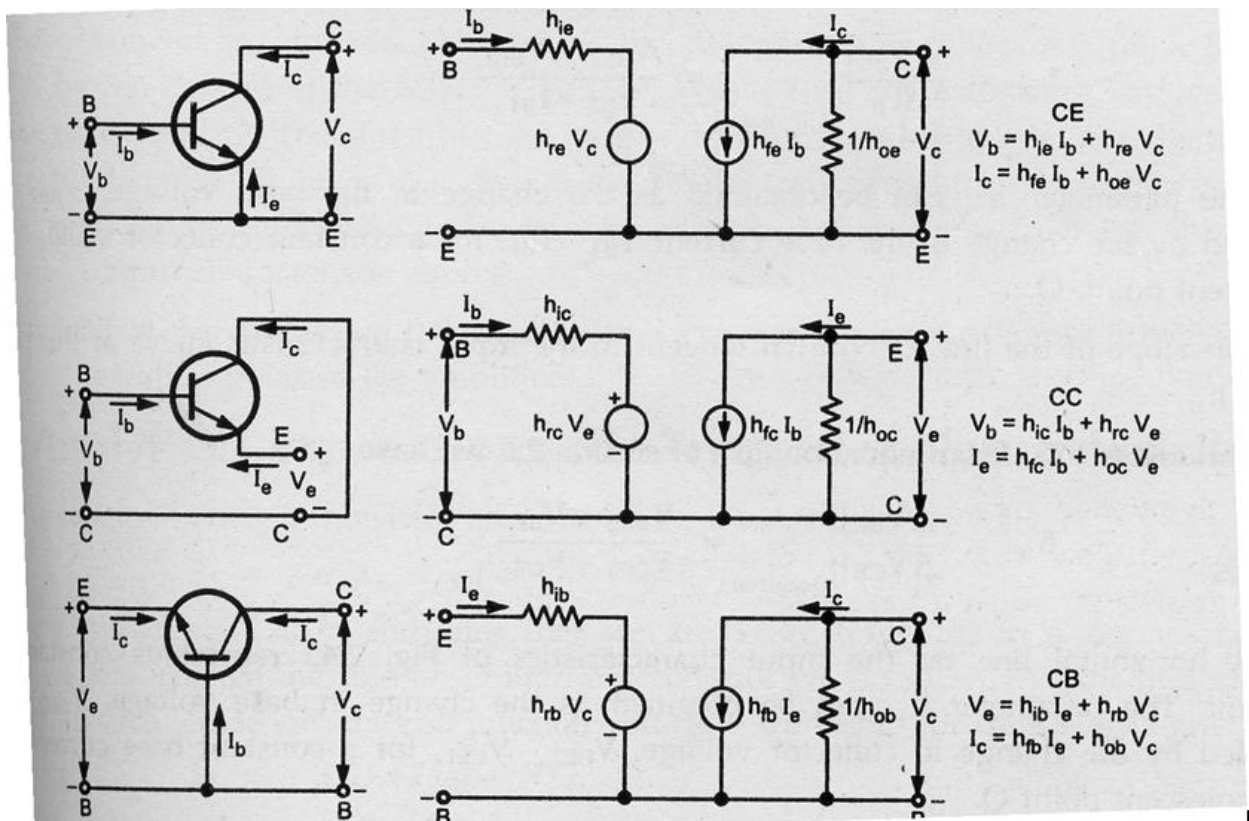 C
+
I_c
B
+
I_b
V_b
V_c
I_e
−
E
−
E
I_b
h_ie
+
B
h_re V_c
h_fe I_b
I_c
1/h_oe
C
+
V_c
−
E
−
E
CE
V_b = h_ie I_b + h_re V_c
I_c = h_fe I_b + h_oe V_c
I_c
B
+
I_b
V_b
E
+
I_e
V_e
−
C
−
C
I_b
h_ic
B
V_b
+
h_rc V_e
h_fc I_b
I_e
1/h_oc
E
+
V_e
C
C
−
CC
V_b = h_ic I_b + h_rc V_e
I_e = h_fc I_b + h_oc V_e
E
+
I_c
I_c
C
+
V_e
I_b
V_c
−
B
−
B
I_e
h_ib
+
E
+
h_rb V_c
−
h_fb I_e
I_c
1/h_ob
C
+
V_c
−
B
−
B
CB
V_e = h_ib I_e + h_rb V_c
I_c = h_fb I_e + h_ob V_c